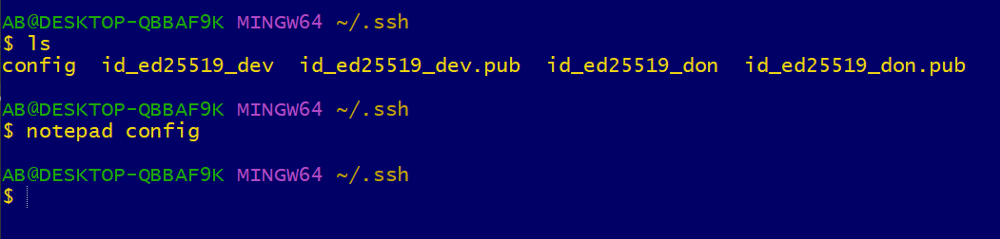 AB@DESKTOP-QBBAF9K MINGW64 ~/.ssh
$ ls
config  id_ed25519_dev  id_ed25519_dev.pub  id_ed25519_don  id_ed25519_don.pub
AB@DESKTOP-QBBAF9K MINGW64 ~/.ssh
$ notepad config
AB@DESKTOP-QBBAF9K MINGW64 ~/.ssh
$